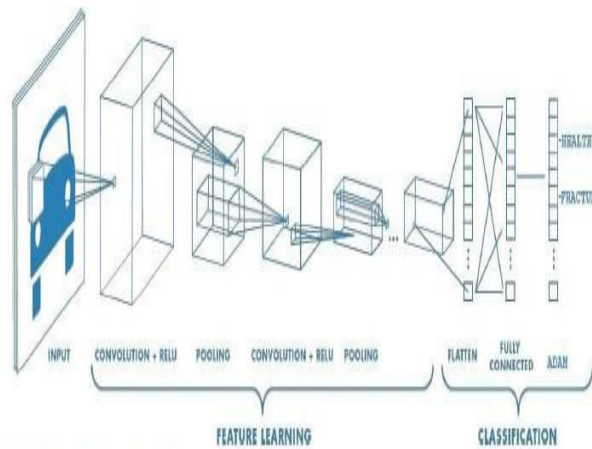 HEALTH
FRACTU
INPUT
CONVOLUTION + RELU
POOLING
CONVOLUTION + RELU
POOLING
...
FLATTEN
FULLY
CONNECTED
ADAM
FEATURE LEARNING
CLASSIFICATION